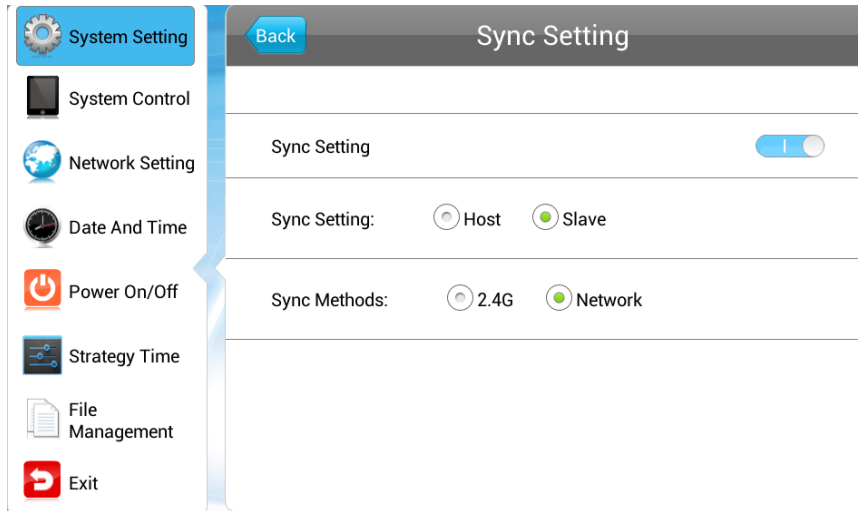 System Setting
System Control
Network Setting
Date And Time
Power On/Off
Strategy Time
File
Management
Exit
Back
Sync Setting
Sync Setting
Sync Setting: Host Slave
Sync Methods: 2.4G Network